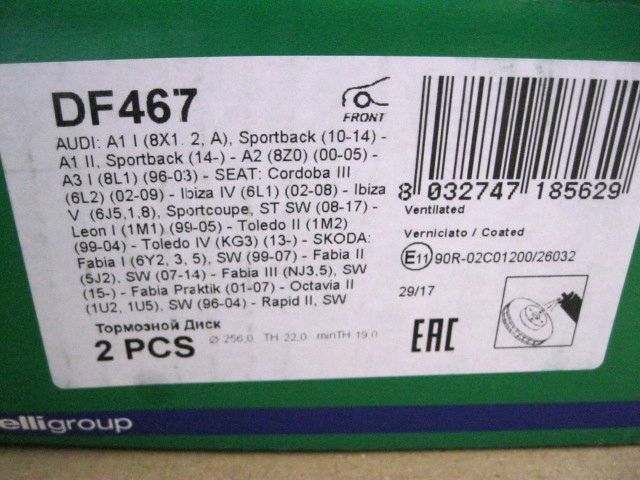 DF467
FRONT
AUDI: A1 I (8X1. 2, A), Sportback (10-14) -
A1 II, Sportback (14-) - A2 (8Z0) (00-05) -
A3 I (8L1) (96-03) - SEAT: Cordoba III
(6L2) (02-09) - Ibiza IV (6L1) (02-08) - Ibiza
V (6J5,1,8), Sportcoupe, ST SW (08-17) -
Leon I (1M1) (99-05) - Toledo II (1M2)
(99-04) - Toledo IV (KG3) (13-) - SKODA:
Fabia I (6Y2, 3, 5), SW (99-07) - Fabia II
(5J2), SW (07-14) - Fabia III (NJ3,5), SW
(15-) - Fabia Praktik (01-07) - Octavia II
(1U2, 1U5), SW (96-04) - Rapid II, SW
Тормозной Диск
2 PCS Ø 256,0 TH 22,0 minTH 19,0
8 032747 185629
Ventilated
Verniciato / Coated
E11 90R-02C01200/26032
29/17
EAC
elligroup